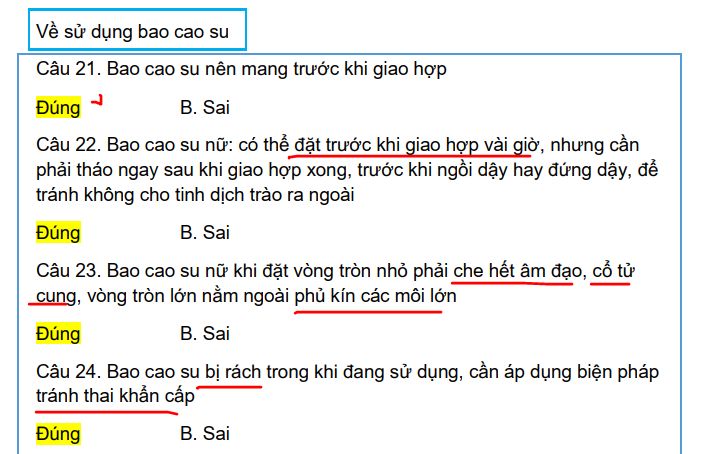 Về sử dụng bao cao su
Câu 21. Bao cao su nên mang trước khi giao hợp
Đúng B. Sai
Câu 22. Bao cao su nữ: có thể đặt trước khi giao hợp vài giờ, nhưng cần
phải tháo ngay sau khi giao hợp xong, trước khi ngồi dậy hay đứng dậy, để
tránh không cho tinh dịch trào ra ngoài
Đúng B. Sai
Câu 23. Bao cao su nữ khi đặt vòng tròn nhỏ phải che hết âm đạo, cổ tử
cung, vòng tròn lớn nằm ngoài phủ kín các môi lớn
Đúng B. Sai
Câu 24. Bao cao su bị rách trong khi đang sử dụng, cần áp dụng biện pháp
tránh thai khẩn cấp
Đúng B. Sai